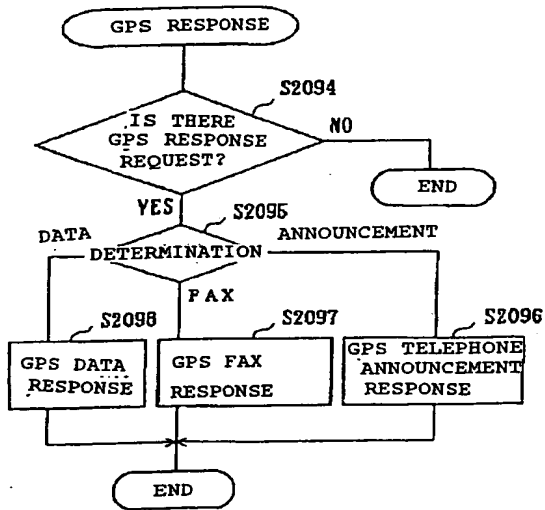 GPS RESPONSE
S2094
IS THERE
GPS RESPONSE
REQUEST?
NO
END
YES
S2095
DATA
DETERMINATION
ANNOUNCEMENT
FAX
S2098
S2097
S2096
GPS DATA
RESPONSE
GPS FAX
RESPONSE
GPS TELEPHONE
ANNOUNCEMENT
RESPONSE
END